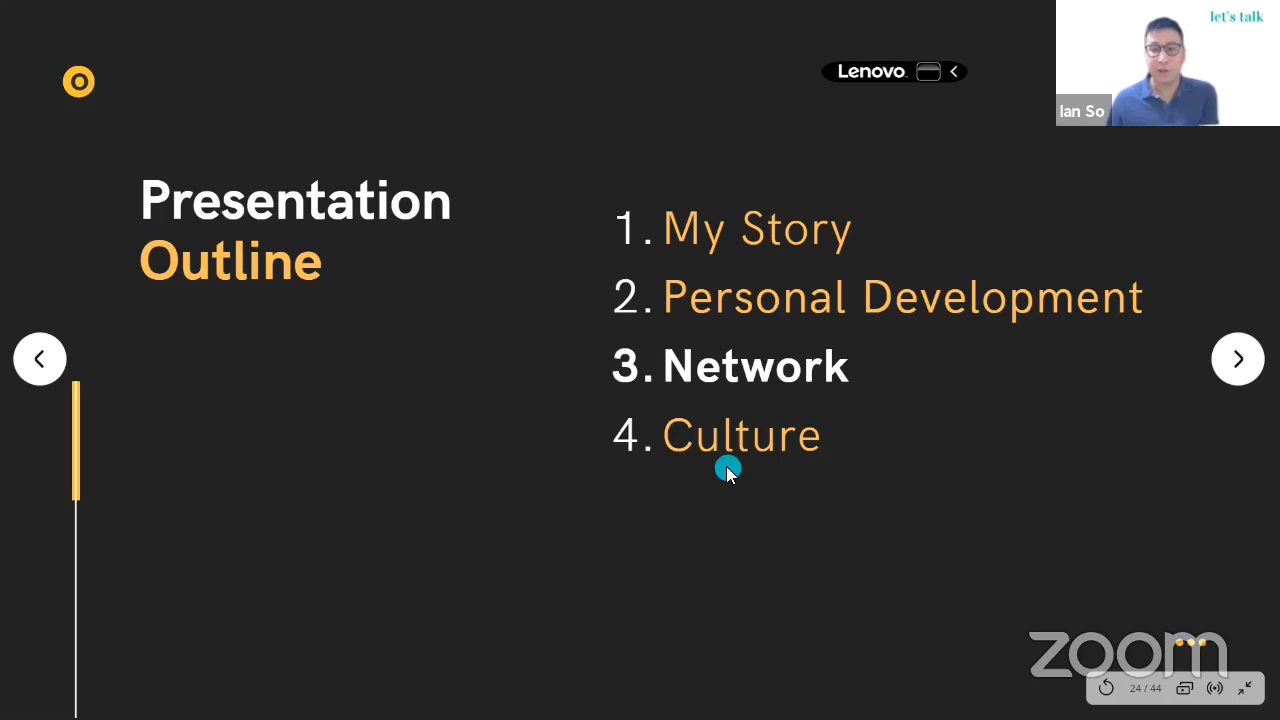 let's talk
Lenovo
Ian So
Presentation
Outline
1. My Story
2. Personal Development
3. Network
4. Culture
zoom
24 / 44